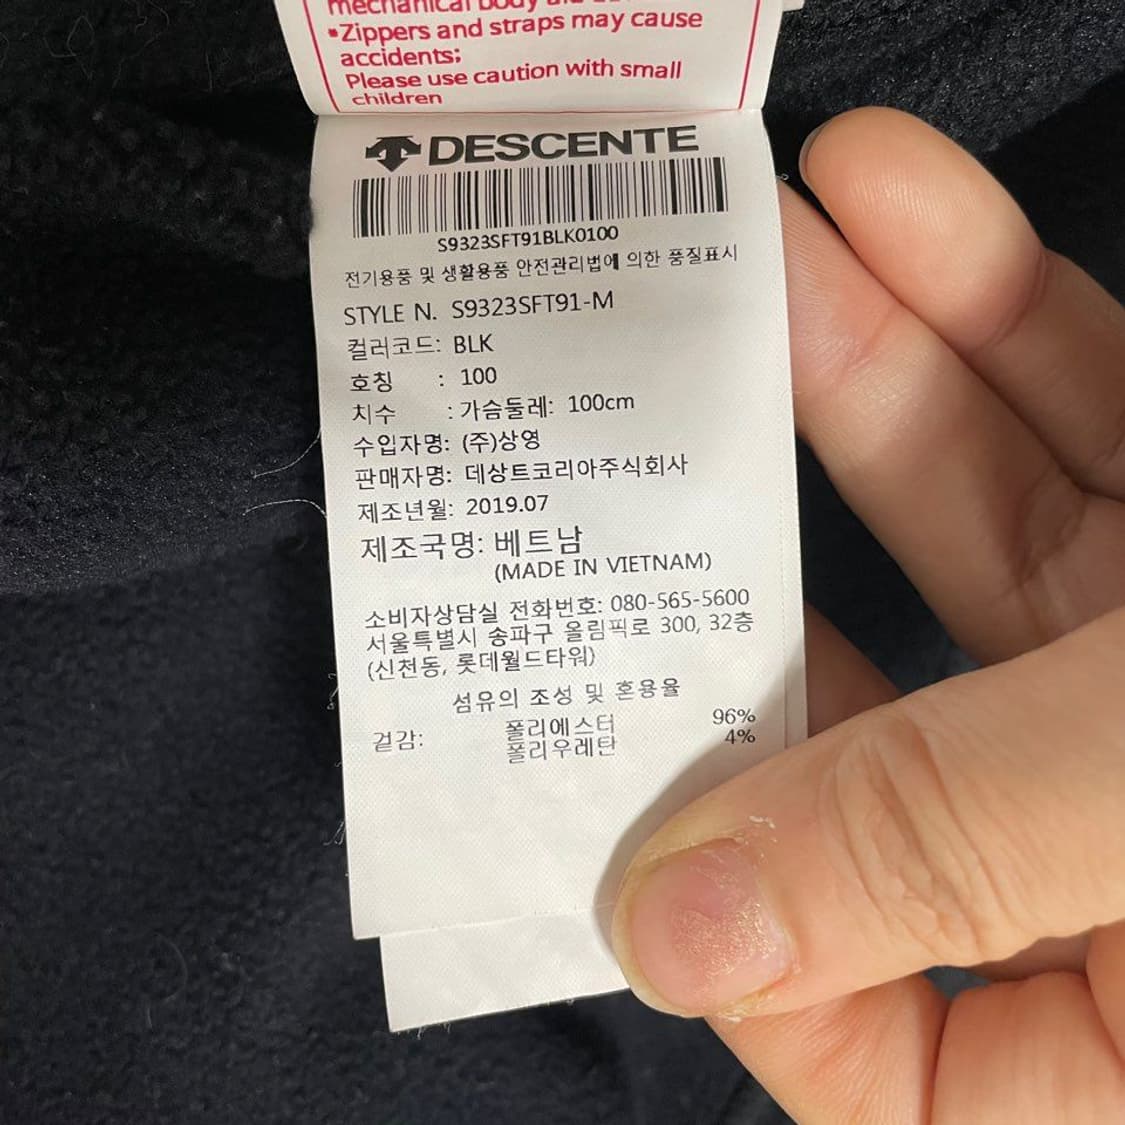 mechanical body
•Zippers and straps may cause
accidents;
Please use caution with small
children
DESCENTE
S9323SFT91BLK0100
전기용품 및 생활용품 안전관리법에 의한 품질표시
STYLE N. S9323SFT91-M
컬러코드: BLK
호칭 : 100
치수 : 가슴둘레: 100cm
수입자명: (주)상영
판매자명: 데상트코리아주식회사
제조년월: 2019.07
제조국명: 베트남
(MADE IN VIETNAM)
소비자상담실 전화번호: 080-565-5600
서울특별시 송파구 올림픽로 300, 32층
(신천동, 롯데월드타워)
섬유의 조성 및 혼용율
겉감: 폴리에스터 96%
폴리우레탄 4%